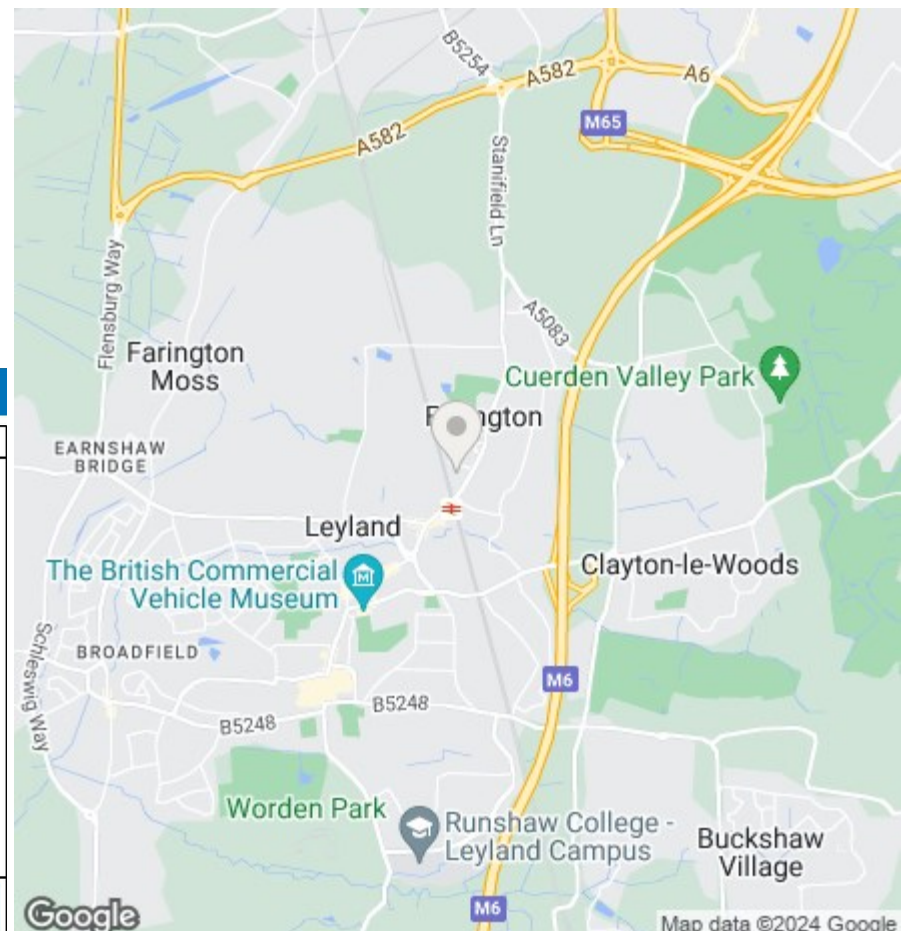 B5254
A582
A6
M65
A582
Stanifield Ln
Flensburg Way
A5083
Farington
Moss
Cuerden Valley Park
ngton
EARNSHAW
BRIDGE
Leyland
Clayton-le-Woods
The British Commercial
Vehicle Museum
M
BROADFIELD
Schleswig Way
M6
B5248
B5248
Worden Park
Runshaw College -
Leyland Campus
Buckshaw
Village
M6
Google
Map data ©2024 Google